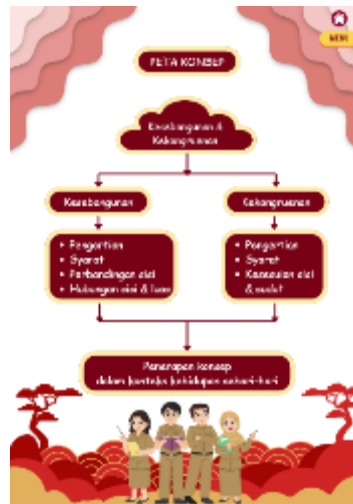 MENU
PETA KONSEP
Kesebangunan &
Kekongruenan
Kesebangunan
Kekongruenan
• Pengertian
• Syarat
• Perbandingan sisi
• Hubungan sisi & luas
• Pengertian
• Syarat
• Kesesuaian sisi
& sudut
Penerapan konsep
dalam konteks kehidupan sehari-hari